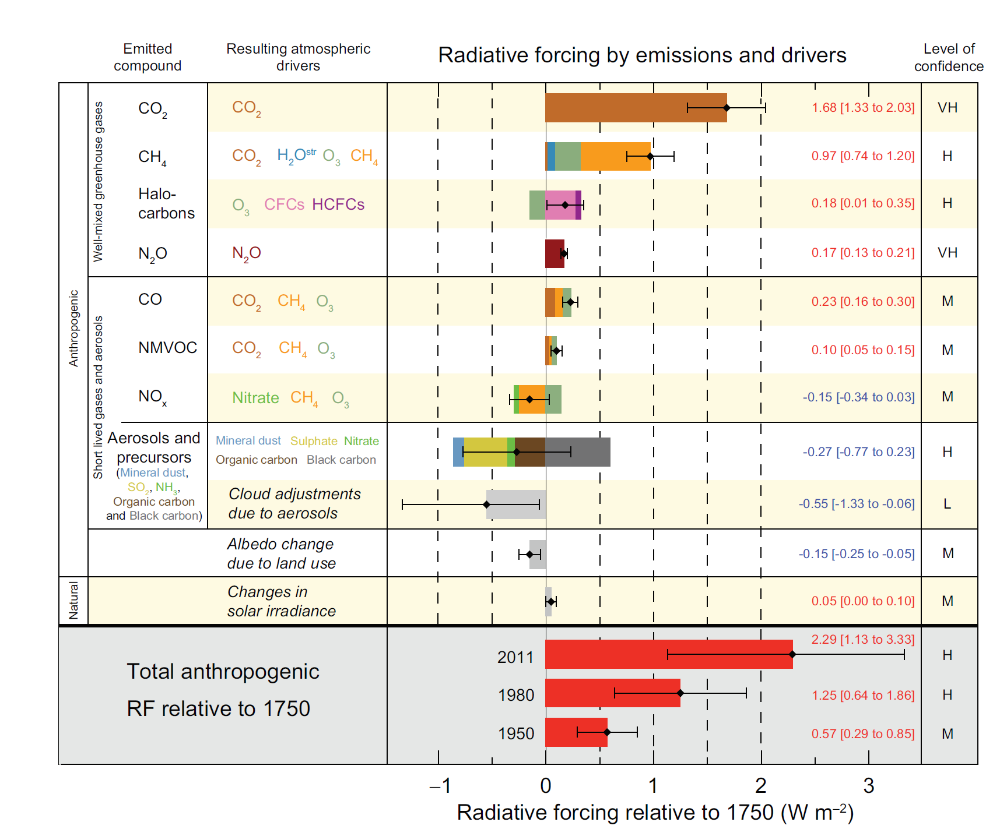 Emitted
compound
Resulting atmospheric
drivers
Radiative forcing by emissions and drivers
Level of
confidence
Anthropogenic
Well-mixed greenhouse gases
CO2
CO2
1.68 [1.33 to 2.03]
VH
CH4
CO2 H2Ostr O3 CH4
0.97 [0.74 to 1.20]
H
Halo-
carbons
O3 CFCs HCFCs
0.18 [0.01 to 0.35]
H
N2O
N2O
0.17 [0.13 to 0.21]
VH
Short lived gases and aerosols
CO
CO2 CH4 O3
0.23 [0.16 to 0.30]
M
NMVOC
CO2 CH4 O3
0.10 [0.05 to 0.15]
M
NOx
Nitrate CH4 O3
-0.15 [-0.34 to 0.03]
M
Aerosols and
precursors
(Mineral dust,
SO2, NH3,
Organic carbon
and Black carbon)
Mineral dust Sulphate Nitrate
Organic carbon Black carbon
-0.27 [-0.77 to 0.23]
H
Cloud adjustments
due to aerosols
-0.55 [-1.33 to -0.06]
L
Albedo change
due to land use
-0.15 [-0.25 to -0.05]
M
Natural
Changes in
solar irradiance
0.05 [0.00 to 0.10]
M
Total anthropogenic
RF relative to 1750
2011
2.29 [1.13 to 3.33]
H
1980
1.25 [0.64 to 1.86]
H
1950
0.57 [0.29 to 0.85]
M
−1 0 1 2 3
Radiative forcing relative to 1750 (W m−2)